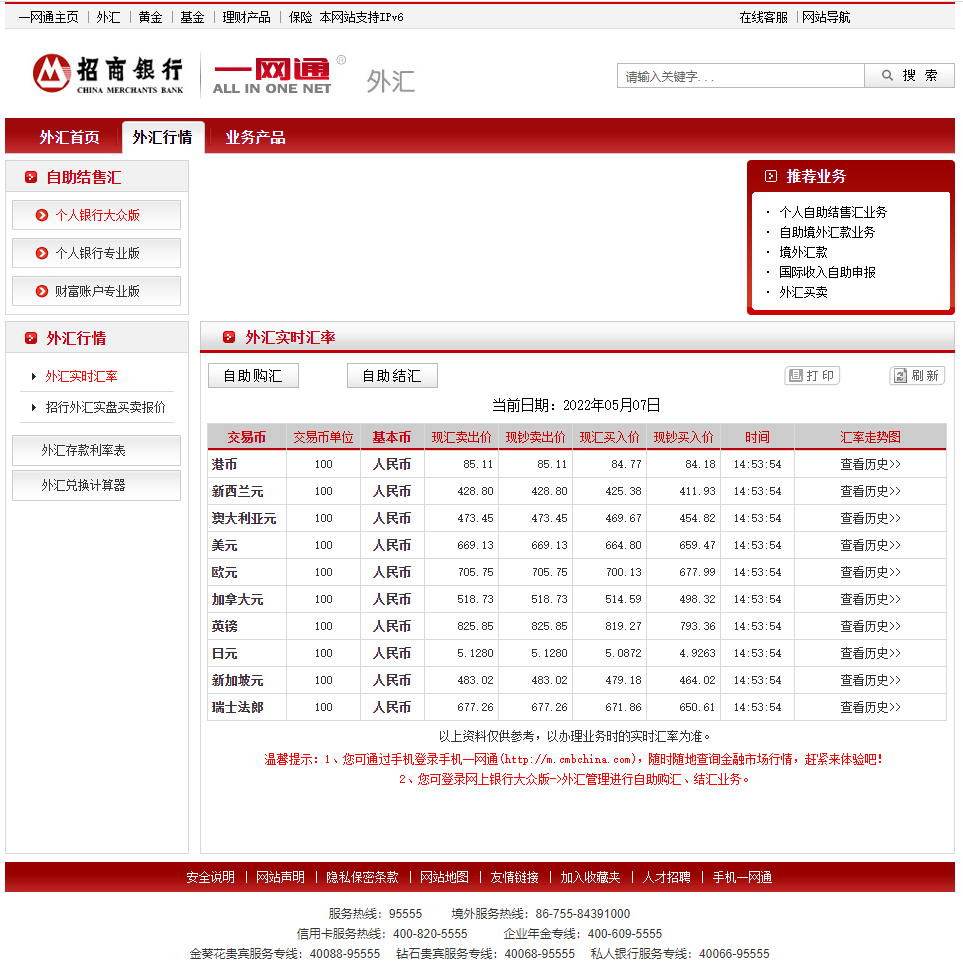 一网通主页 | 外汇 | 黄金 | 基金 | 理财产品 | 保险 本网站支持IPv6 在线客服 | 网站导航
招商银行
CHINA MERCHANTS BANK
一网通®
ALL IN ONE NET
外汇
请输入关键字...
搜 索
外汇首页 外汇行情 业务产品
自助结售汇
个人银行大众版
个人银行专业版
财富账户专业版
推荐业务
· 个人自助结售汇业务
· 自助境外汇款业务
· 境外汇款
· 国际收入自助申报
· 外汇买卖
外汇行情
外汇实时汇率
招行外汇实盘买卖报价
外汇存款利率表
外汇兑换计算器
外汇实时汇率
自助购汇 自助结汇 打印 刷新
当前日期：2022年05月07日
交易币 交易币单位 基本币 现汇卖出价 现钞卖出价 现汇买入价 现钞买入价 时间 汇率走势图
港币 100 人民币 85.11 85.11 84.77 84.18 14:53:54 查看历史>>
新西兰元 100 人民币 428.80 428.80 425.38 411.93 14:53:54 查看历史>>
澳大利亚元 100 人民币 473.45 473.45 469.67 454.82 14:53:54 查看历史>>
美元 100 人民币 669.13 669.13 664.80 659.47 14:53:54 查看历史>>
欧元 100 人民币 705.75 705.75 700.13 677.99 14:53:54 查看历史>>
加拿大元 100 人民币 518.73 518.73 514.59 498.32 14:53:54 查看历史>>
英镑 100 人民币 825.85 825.85 819.27 793.36 14:53:54 查看历史>>
日元 100 人民币 5.1280 5.1280 5.0872 4.9263 14:53:54 查看历史>>
新加坡元 100 人民币 483.02 483.02 479.18 464.02 14:53:54 查看历史>>
瑞士法郎 100 人民币 677.26 677.26 671.86 650.61 14:53:54 查看历史>>
以上资料仅供参考，以办理业务时的实时汇率为准。
温馨提示：1、您可通过手机登录手机一网通(http://m.cmbchina.com)，随时随地查询金融市场行情，赶紧来体验吧!
2、您可登录网上银行大众版->外汇管理进行自助购汇、结汇业务。
安全说明 | 网站声明 | 隐私保密条款 | 网站地图 | 友情链接 | 加入收藏夹 | 人才招聘 | 手机一网通
服务热线：95555 境外服务热线：86-755-84391000
信用卡服务热线：400-820-5555 企业年金专线：400-609-5555
金葵花贵宾服务专线：40088-95555 钻石贵宾服务专线：40068-95555 私人银行服务专线：40066-95555